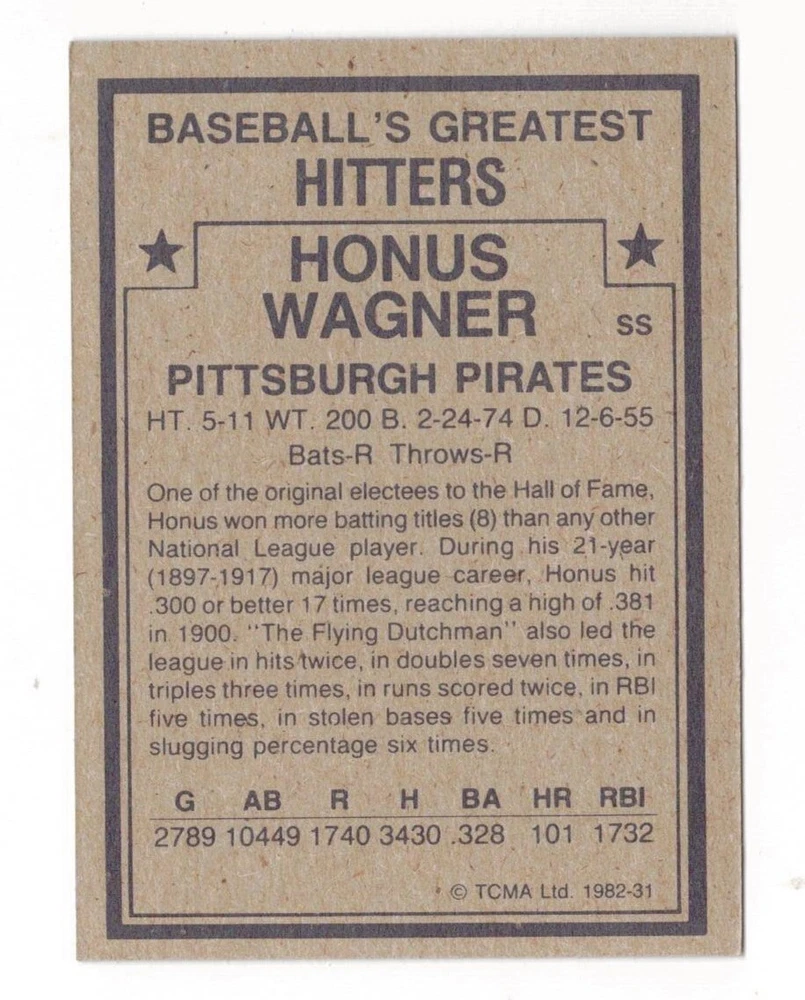 BASEBALL'S GREATEST
HITTERS
HONUS
WAGNER SS
PITTSBURGH PIRATES
HT. 5-11 WT. 200 B. 2-24-74 D. 12-6-55
Bats-R Throws-R
One of the original electees to the Hall of Fame,
Honus won more batting titles (8) than any other
National League player. During his 21-year
(1897-1917) major league career, Honus hit
.300 or better 17 times, reaching a high of .381
in 1900. "The Flying Dutchman" also led the
league in hits twice, in doubles seven times, in
triples three times, in runs scored twice, in RBI
five times, in stolen bases five times and in
slugging percentage six times.
G AB R H BA HR RBI
2789 10449 1740 3430 .328 101 1732
© TCMA Ltd. 1982-31